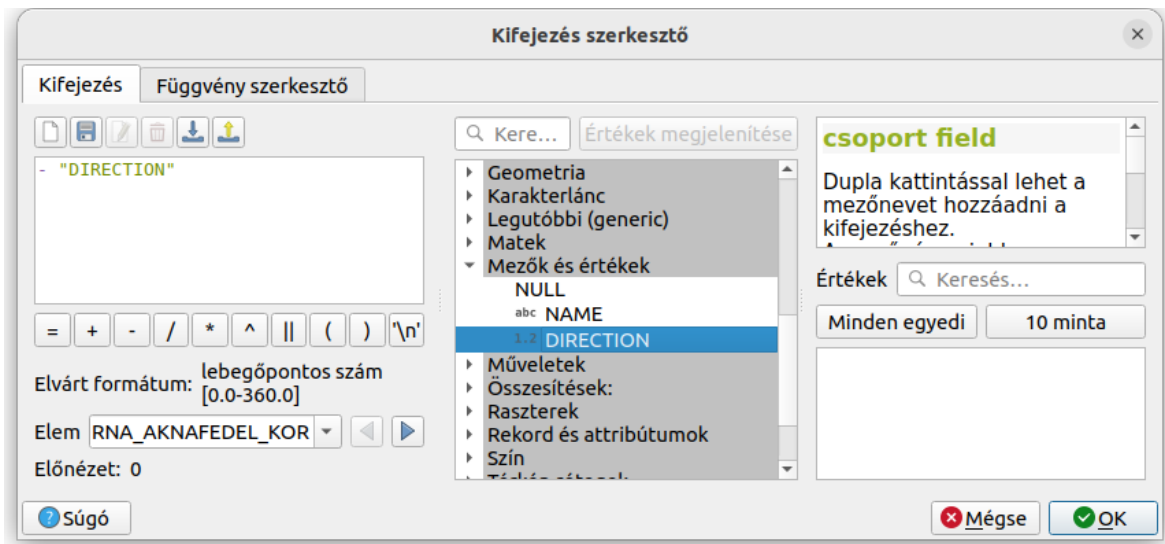 Kifejezés szerkesztő
Kifejezés
Függvény szerkesztő
- "DIRECTION"
= + - / * ^ || ( ) '\n'
Elvárt formátum: lebegőpontos szám
[0.0-360.0]
Elem RNA_AKNAFEDEL_KOR
Előnézet: 0
Kere...
Értékek megjelenítése
Geometria
Karakterlánc
Legutóbbi (generic)
Matek
Mezők és értékek
NULL
abc NAME
1.2 DIRECTION
Műveletek
Összesítések:
Raszterek
Rekord és attribútumok
Szín
csoport field
Dupla kattintással lehet a
mezőnevet hozzáadni a
kifejezéshez.
Értékek
Keresés...
Minden egyedi
10 minta
Súgó
Mégse
OK